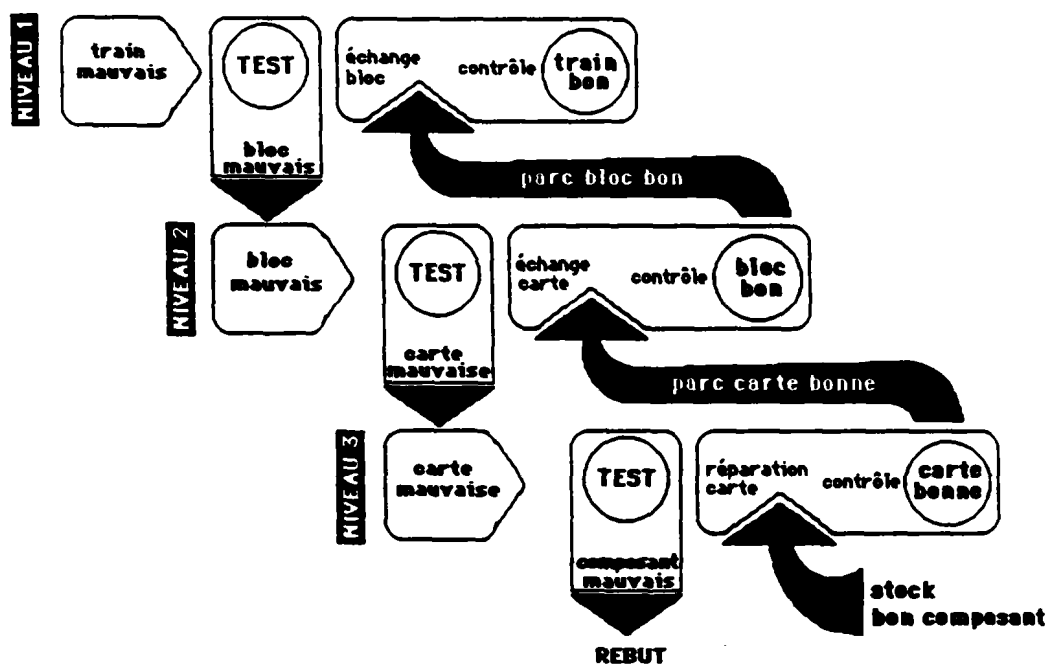 NIVEAU 1
train
mauvais
TEST
bloc
mauvais
échange
bloc
contrôle
train
bon
parc bloc bon
NIVEAU 2
bloc
mauvais
TEST
carte
mauvaise
échange
carte
contrôle
bloc
bon
parc carte bonne
NIVEAU 3
carte
mauvaise
TEST
composant
mauvais
REBUT
réparation
carte
contrôle
carte
bonne
stock
bon composant